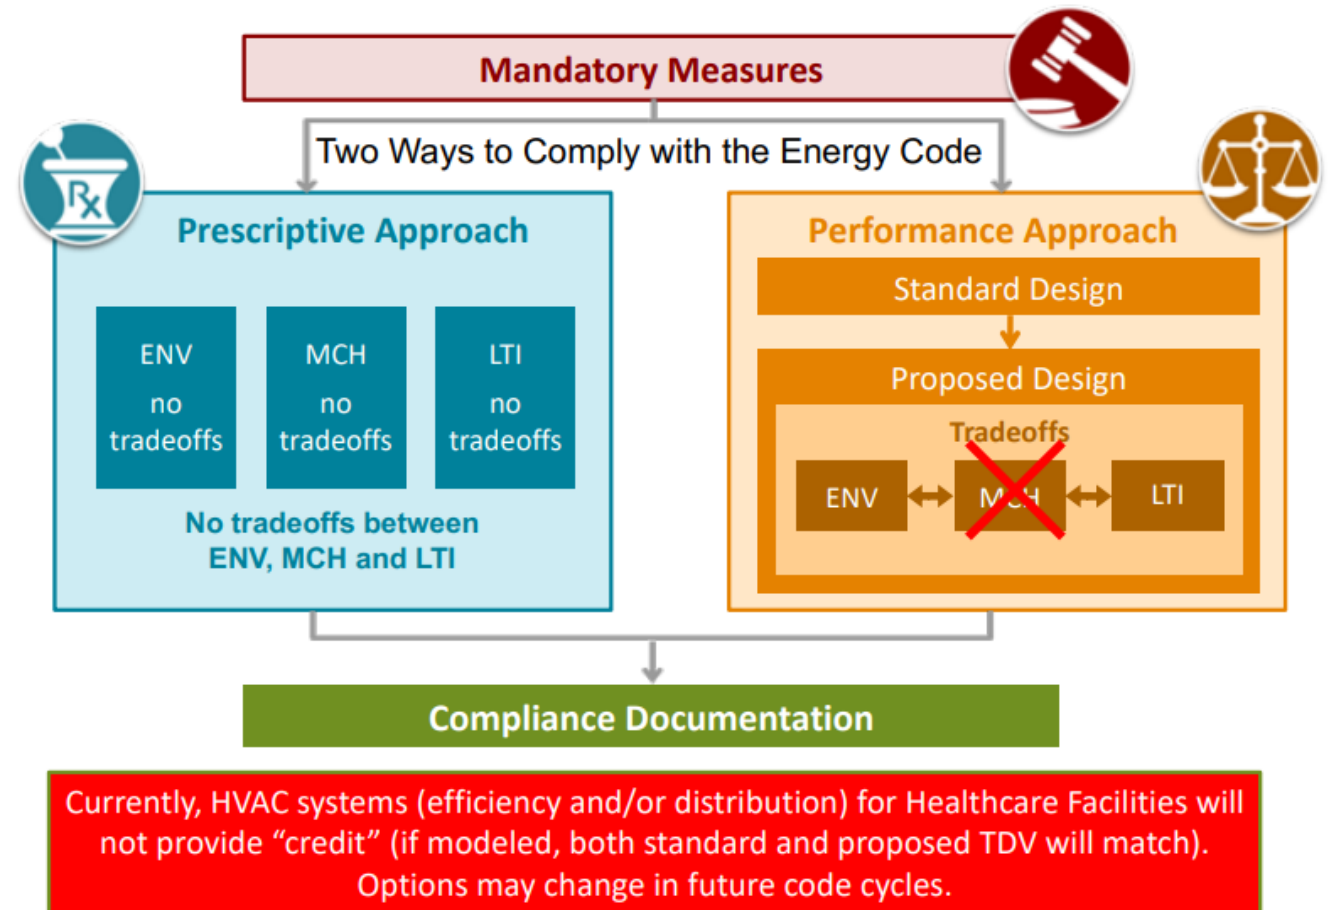 Mandatory Measures
Two Ways to Comply with the Energy Code
Rx
Prescriptive Approach
ENV
no
tradeoffs
MCH
no
tradeoffs
LTI
no
tradeoffs
No tradeoffs between
ENV, MCH and LTI
Performance Approach
Standard Design
Proposed Design
Tradeoffs
ENV
MCH
LTI
Compliance Documentation
Currently, HVAC systems (efficiency and/or distribution) for Healthcare Facilities will
not provide “credit” (if modeled, both standard and proposed TDV will match).
Options may change in future code cycles.